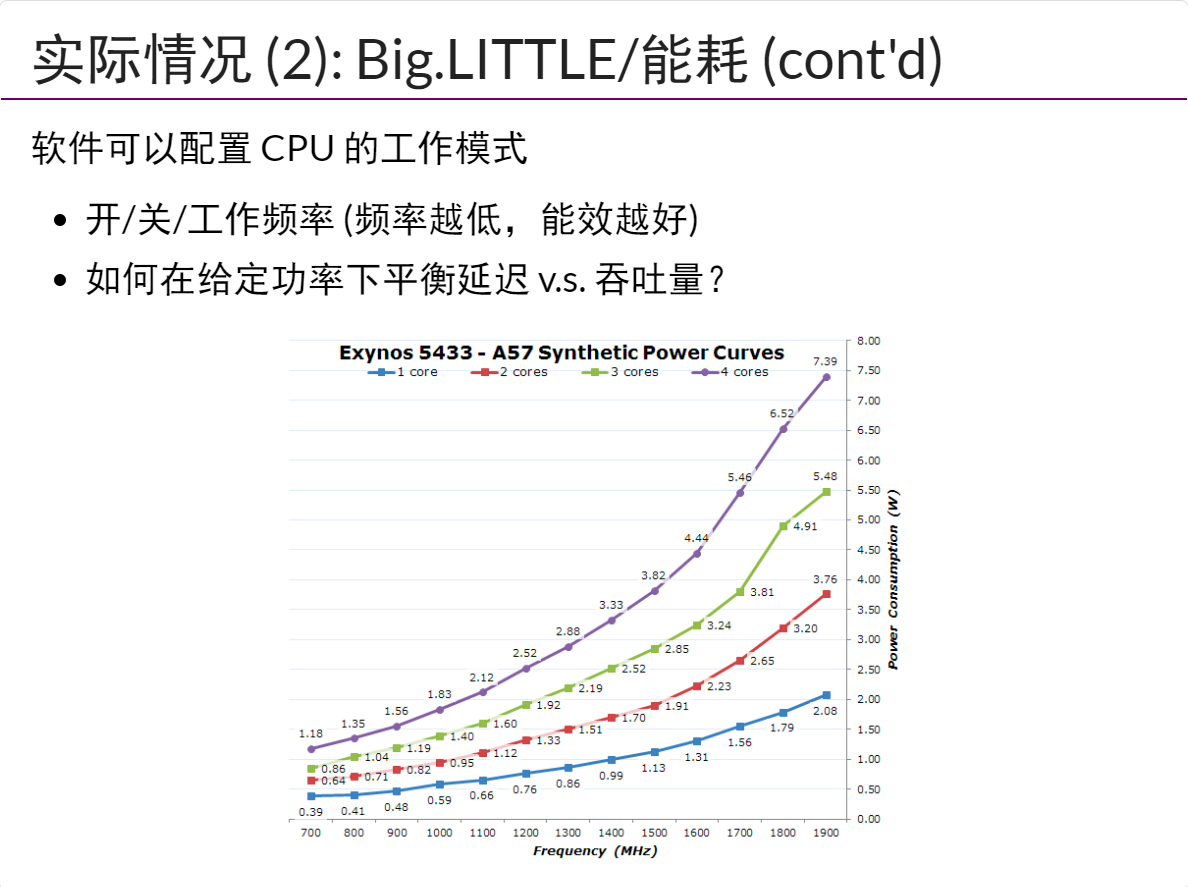 实际情况 (2): Big.LITTLE/能耗 (cont'd)
软件可以配置 CPU 的工作模式
开/关/工作频率 (频率越低，能效越好)
如何在给定功率下平衡延迟 v.s. 吞吐量？
Exynos 5433 - A57 Synthetic Power Curves
1 core 2 cores 3 cores 4 cores
8.00
7.50
7.00
6.50
6.00
5.50
5.00
4.50
4.00
3.50
3.00
2.50
2.00
1.50
1.00
0.50
0.00
Power Consumption (W)
1.18 1.35 1.56 1.83 2.12 2.52 2.88 3.33 3.82 4.44 5.46 6.52 7.39
0.86 1.04 1.19 1.40 1.60 1.92 2.19 2.52 2.85 3.24 3.81 4.91 5.48
0.64 0.71 0.82 0.95 1.12 1.33 1.51 1.70 1.91 2.23 2.65 3.20 3.76
0.39 0.41 0.48 0.59 0.66 0.76 0.86 0.99 1.13 1.31 1.56 1.79 2.08
700 800 900 1000 1100 1200 1300 1400 1500 1600 1700 1800 1900
Frequency (MHz)